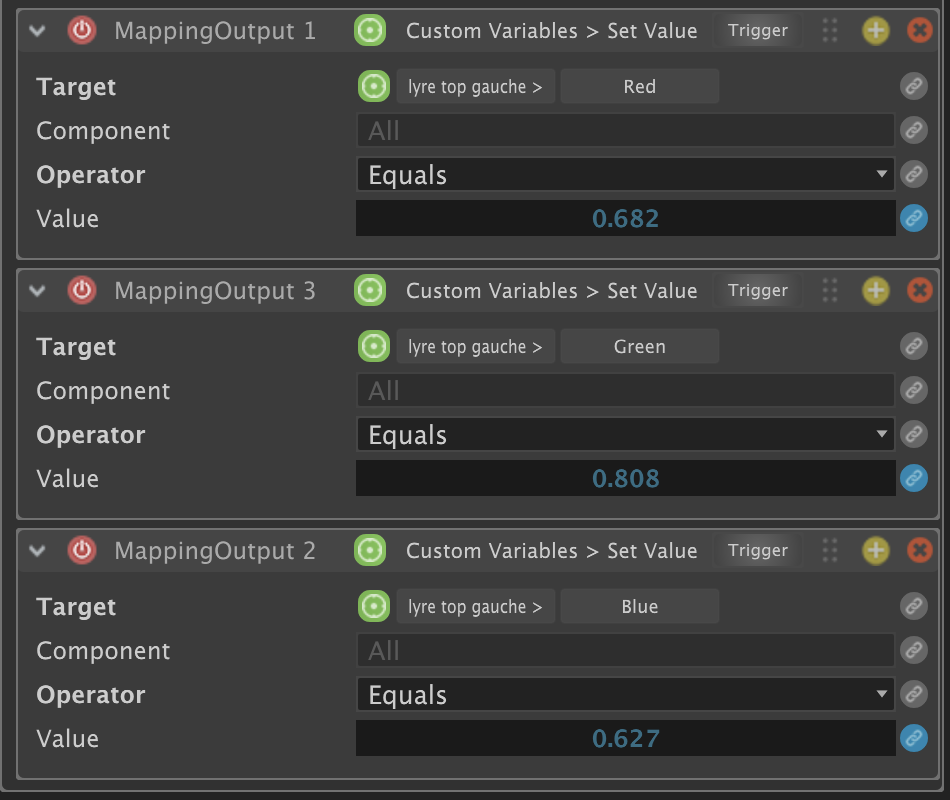 MappingOutput 1 Custom Variables > Set Value Trigger
Target lyre top gauche > Red
Component All
Operator Equals
Value 0.682
MappingOutput 3 Custom Variables > Set Value Trigger
Target lyre top gauche > Green
Component All
Operator Equals
Value 0.808
MappingOutput 2 Custom Variables > Set Value Trigger
Target lyre top gauche > Blue
Component All
Operator Equals
Value 0.627